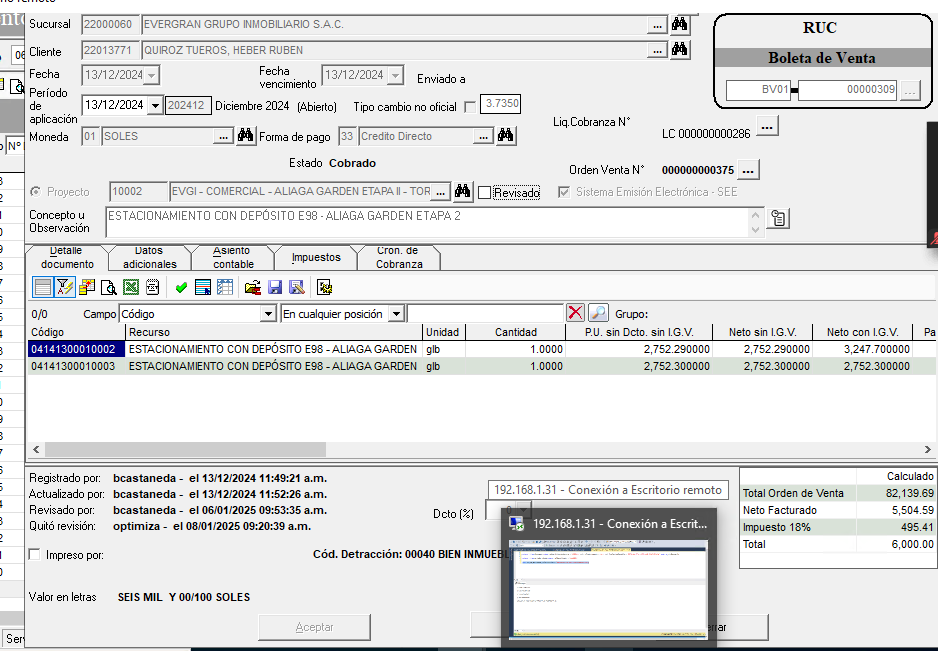 Sucursal 22000060 EVERGRAN GRUPO INMOBILIARIO S.A.C. ...
Cliente 22013771 QUIROZ TUEROS, HEBER RUBEN ...
RUC
Boleta de Venta
BV01 00000309 ...
Fecha 13/12/2024 Fecha vencimiento 13/12/2024 Enviado a
Período de aplicación 13/12/2024 202412 Diciembre 2024 (Abierto) Tipo cambio no oficial 3.7350
Moneda 01 SOLES ... Forma de pago 33 Credito Directo ...
Liq.Cobranza N° LC 000000000286 ...
Estado Cobrado
Orden Venta N° 000000000375 ...
Proyecto 10002 EVGI - COMERCIAL - ALIAGA GARDEN ETAPA II - TOR ... Revisado Sistema Emisión Electrónica - SEE
Concepto u Observación ESTACIONAMIENTO CON DEPÓSITO E98 - ALIAGA GARDEN ETAPA 2
Detalle documento Datos adicionales Asiento contable Impuestos Cron. de Cobranza
0/0 Campo Código En cualquier posición Grupo:
Código Recurso Unidad Cantidad P.U. sin Dcto. sin I.G.V. Neto sin I.G.V. Neto con I.G.V. Pa
04141300010002 ESTACIONAMIENTO CON DEPÓSITO E98 - ALIAGA GARDEN glb 1.0000 2,752.290000 2,752.290000 3,247.700000
04141300010003 ESTACIONAMIENTO CON DEPÓSITO E98 - ALIAGA GARDEN glb 1.0000 2,752.300000 2,752.300000 2,752.300000
Registrado por: bcastaneda - el 13/12/2024 11:49:21 a.m.
Actualizado por: bcastaneda - el 13/12/2024 11:52:26 a.m.
Revisado por: bcastaneda - el 06/01/2025 09:53:35 a.m.
Quitó revisión: optimiza - el 08/01/2025 09:20:39 a.m.
192.168.1.31 - Conexión a Escritorio remoto
Dcto (%) 0
192.168.1.31 - Conexión a Escrit...
Calculado
Total Orden de Venta 82,139.69
Neto Facturado 5,504.59
Impuesto 18% 495.41
Total 6,000.00
Impreso por: Cód. Detracción: 00040 BIEN INMUEBL
Valor en letras SEIS MIL Y 00/100 SOLES
Aceptar